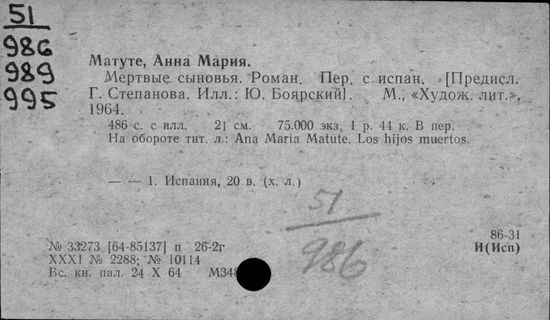 51
986
989
995
Матуте, Анна Мария.
Мертвые сыновья. Роман. Пер. с испан. [Предисл.
Г. Степанова. Илл.: Ю. Боярский]. М., «Худож. лит.»,
1964.
486 с. с илл. 21 см. 75.000 экз. 1 р. 44 к. В пер.
На обороте тит. л.: Ana Maria Matute. Los hijos muertos.
— — 1. Испания, 20 в. (х. л.)
51
986
86-31
И(Исп)
№ 33273 [64-85137] п 26-2г
XXXI № 2288; № 10114
Вс. кн. пал. 24 X 64 М348